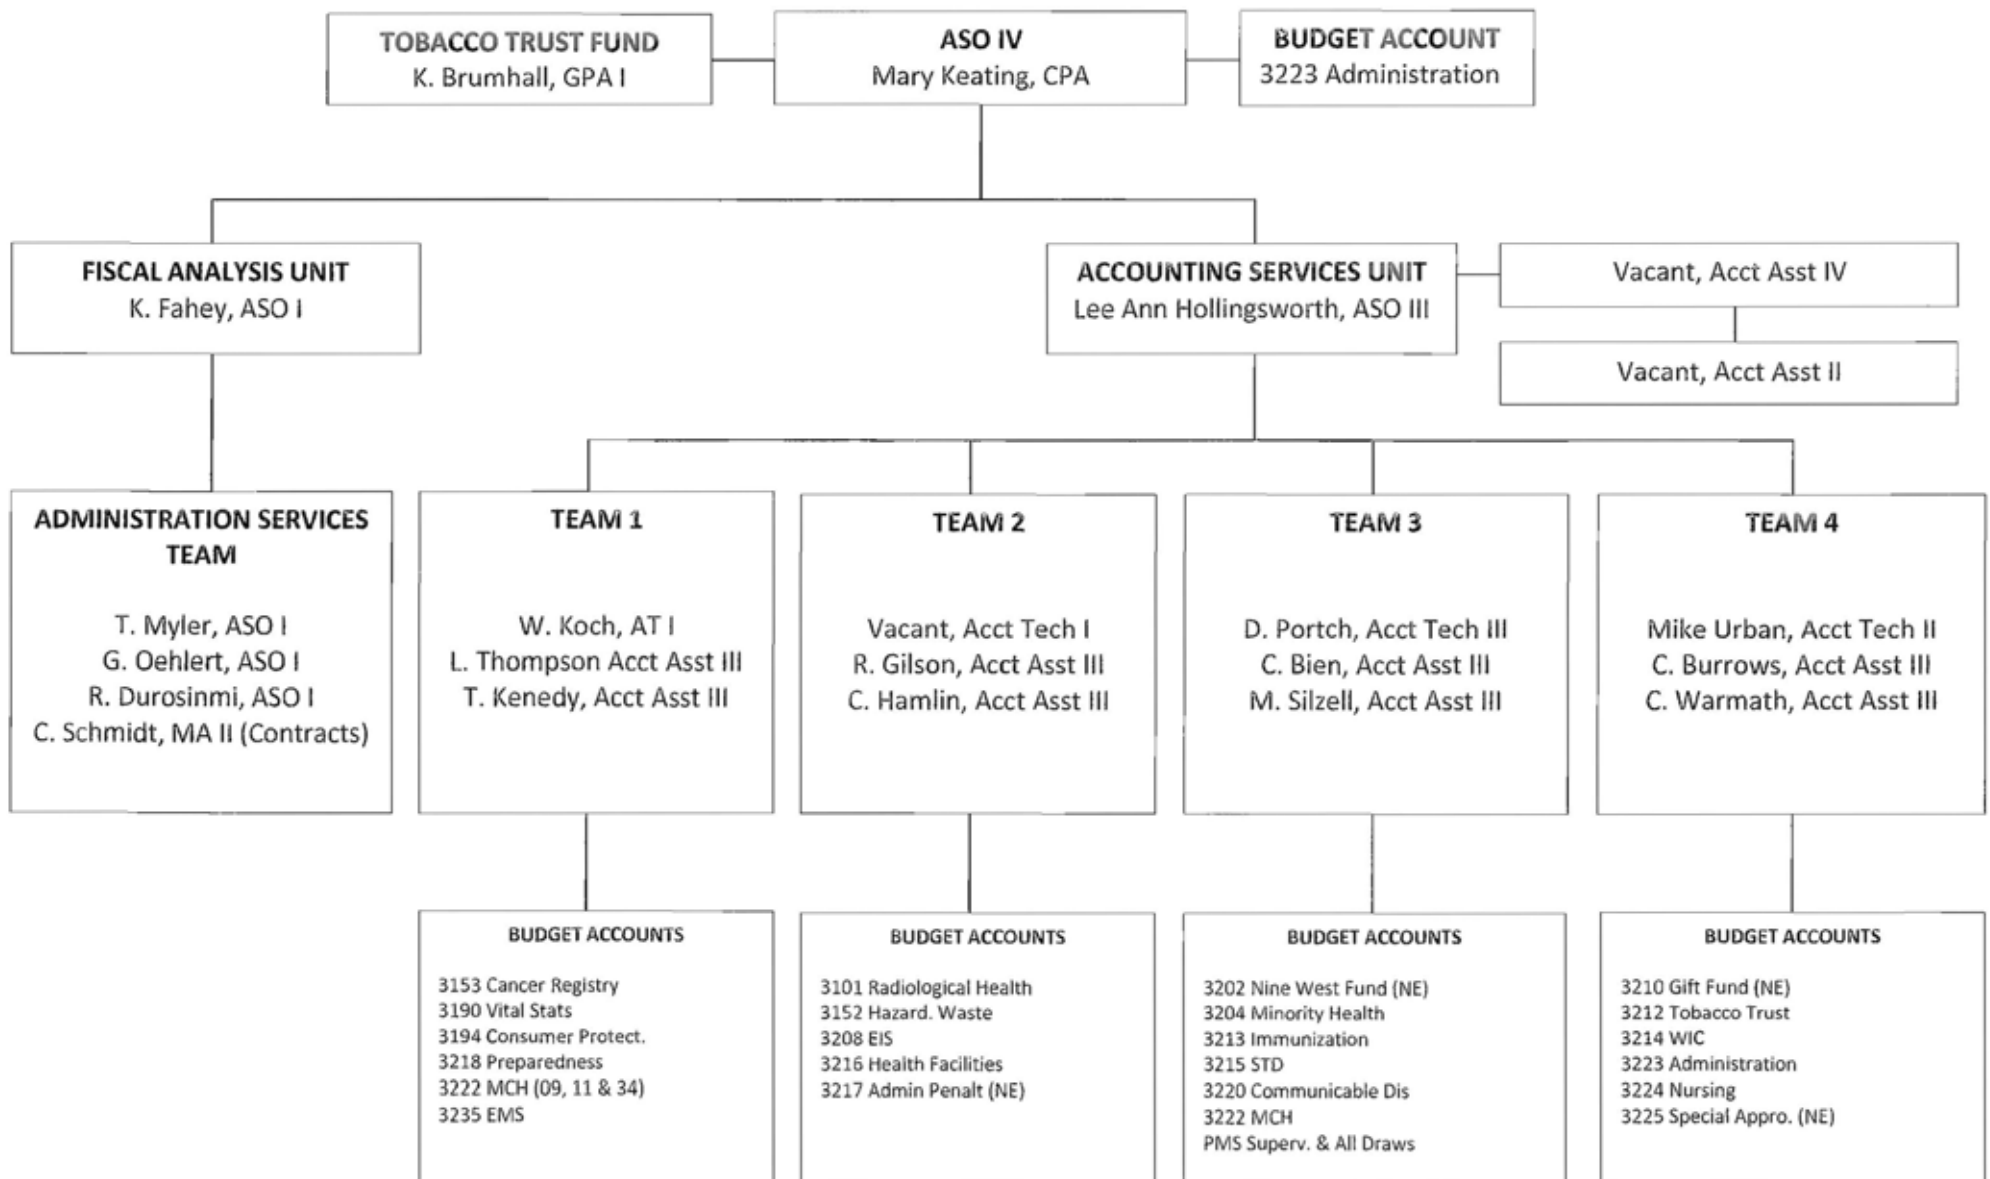 TOBACCO TRUST FUND
K. Brumhall, GPA I
ASO IV
Mary Keating, CPA
BUDGET ACCOUNT
3223 Administration
FISCAL ANALYSIS UNIT
K. Fahey, ASO I
ACCOUNTING SERVICES UNIT
Lee Ann Hollingsworth, ASO III
Vacant, Acct Asst IV
Vacant, Acct Asst II
ADMINISTRATION SERVICES
TEAM
T. Myler, ASO I
G. Oehlert, ASO I
R. Durosinmi, ASO I
C. Schmidt, MA II (Contracts)
TEAM 1
W. Koch, AT I
L. Thompson Acct Asst III
T. Kenedy, Acct Asst III
TEAM 2
Vacant, Acct Tech I
R. Gilson, Acct Asst III
C. Hamlin, Acct Asst III
TEAM 3
D. Portch, Acct Tech III
C. Bien, Acct Asst III
M. Silzell, Acct Asst III
TEAM 4
Mike Urban, Acct Tech II
C. Burrows, Acct Asst III
C. Warmath, Acct Asst III
BUDGET ACCOUNTS
3153 Cancer Registry
3190 Vital Stats
3194 Consumer Protect.
3218 Preparedness
3222 MCH (09, 11 & 34)
3235 EMS
BUDGET ACCOUNTS
3101 Radiological Health
3152 Hazard. Waste
3208 EIS
3216 Health Facilities
3217 Admin Penalt (NE)
BUDGET ACCOUNTS
3202 Nine West Fund (NE)
3204 Minority Health
3213 Immunization
3215 STD
3220 Communicable Dis
3222 MCH
PMS Superv. & All Draws
BUDGET ACCOUNTS
3210 Gift Fund (NE)
3212 Tobacco Trust
3214 WIC
3223 Administration
3224 Nursing
3225 Special Appro. (NE)